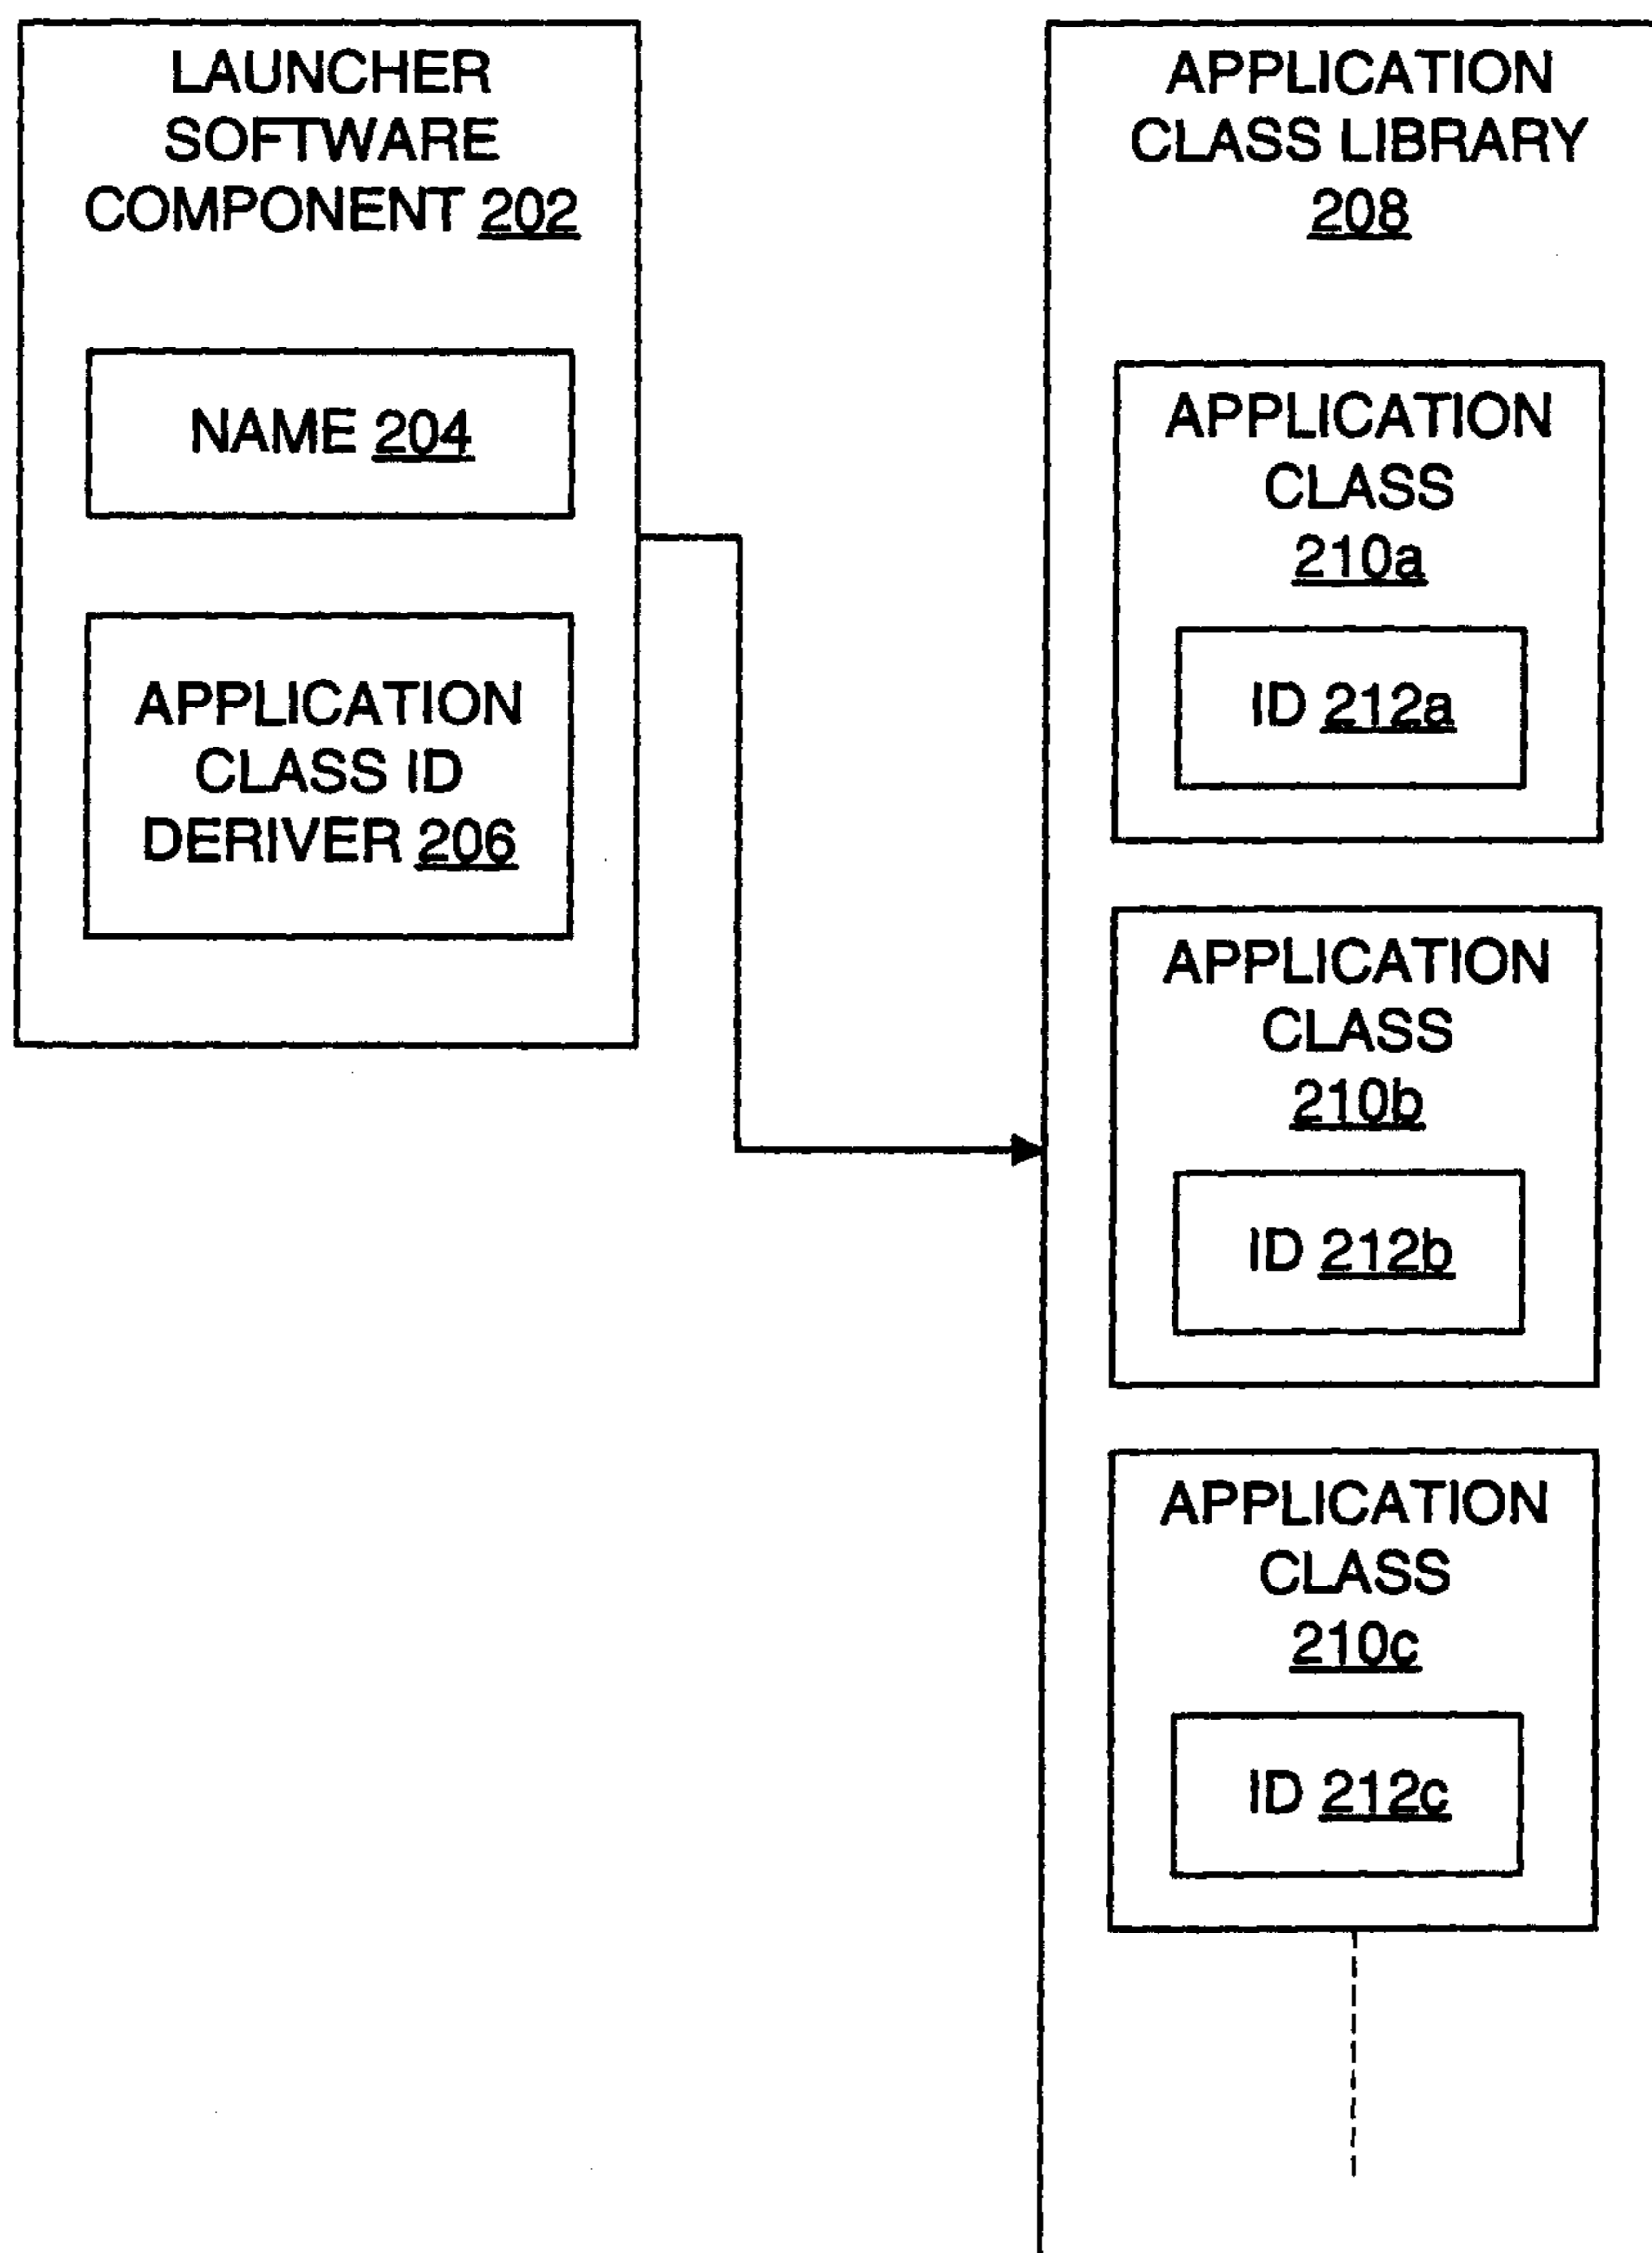 LAUNCHER
SOFTWARE
COMPONENT 202
NAME 204
APPLICATION
CLASS ID
DERIVER 206
APPLICATION
CLASS LIBRARY
208
APPLICATION
CLASS
210a
ID 212a
APPLICATION
CLASS
210b
ID 212b
APPLICATION
CLASS
210c
ID 212c